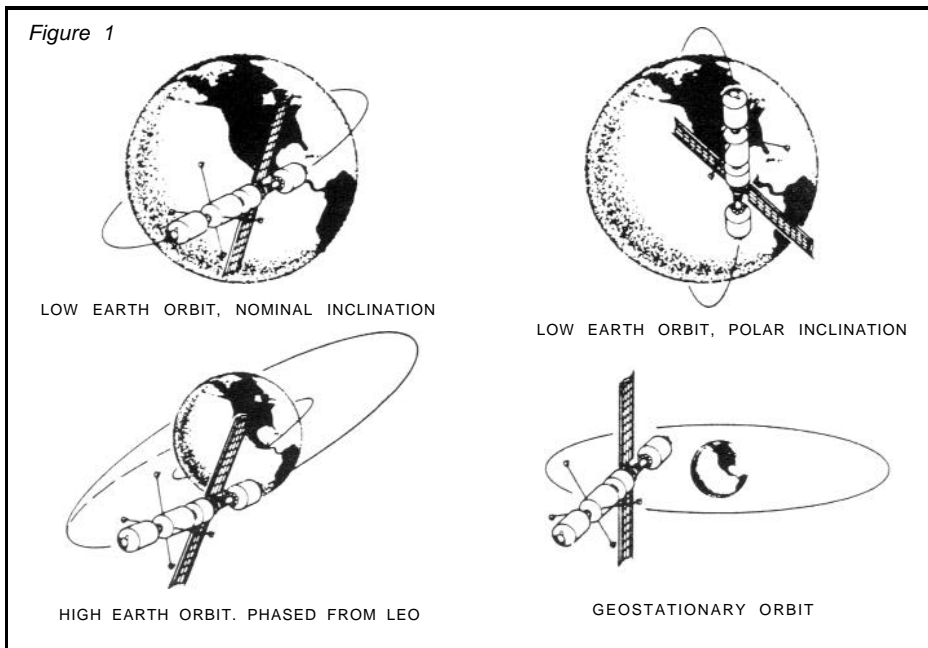 Figure 1
LOW EARTH ORBIT, NOMINAL INCLINATION
LOW EARTH ORBIT, POLAR INCLINATION
HIGH EARTH ORBIT. PHASED FROM LEO
GEOSTATIONARY ORBIT